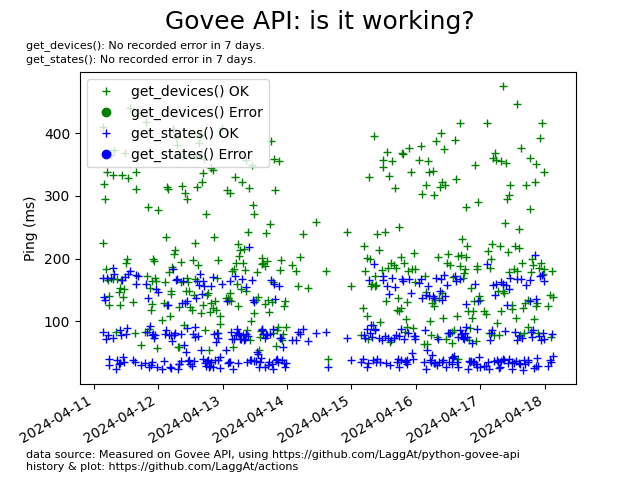 Govee API: is it working?
get_devices(): No recorded error in 7 days.
get_states(): No recorded error in 7 days.
get_devices() OK
get_devices() Error
get_states() OK
get_states() Error
Ping (ms)
400
300
200
100
2024-04-11
2024-04-12
2024-04-13
2024-04-14
2024-04-15
2024-04-16
2024-04-17
2024-04-18
data source: Measured on Govee API, using https://github.com/LaggAt/python-govee-api
history & plot: https://github.com/LaggAt/actions